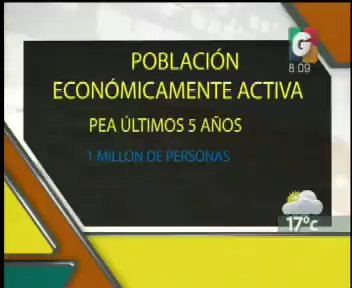 POBLACIÓN
G
8:09
ECONÓMICAMENTE ACTIVA
PEA ÚLTIMOS 5 AÑOS
1 MILLÓN DE PERSONAS
17°c